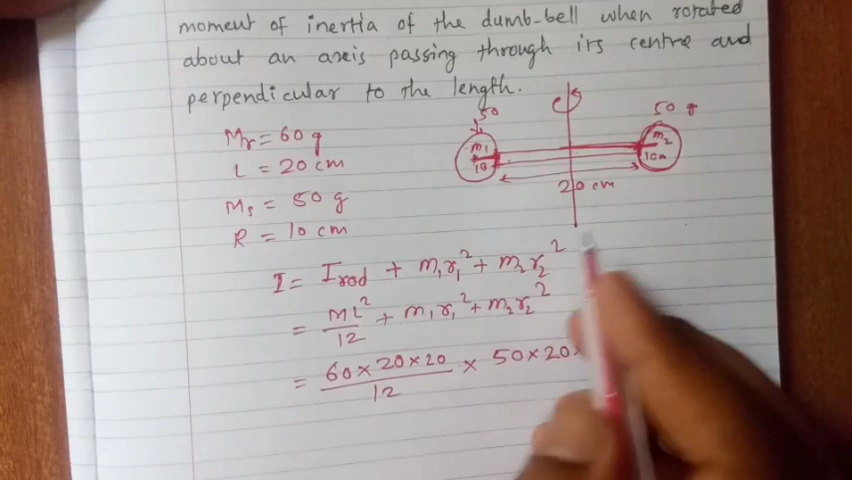 moment of inertia of the dumb-bell when rotated
about an axis passing through its centre and
perpendicular to the length.
50
50 g
Mr = 60 g
m1
10
m2
10cm
L = 20 cm
20 cm
Ms = 50 g
R = 10 cm
I = Irod + m1r1² + m2r2²
= ML²/12 + m1r1² + m2r2²
= 60×20×20/12 × 50×20×